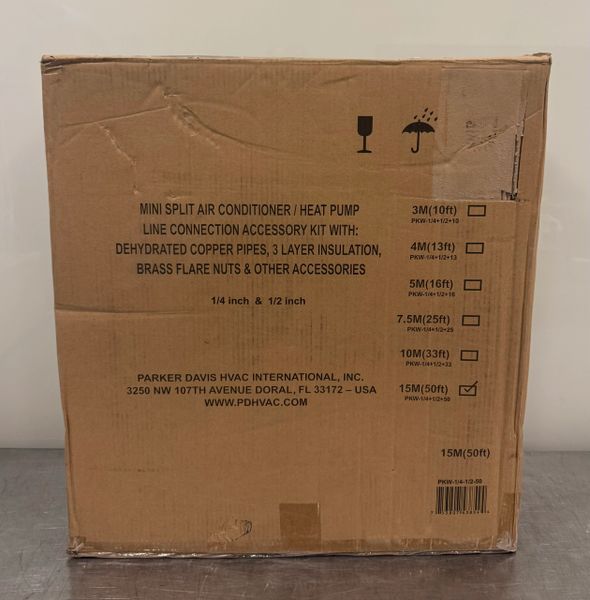 MINI SPLIT AIR CONDITIONER / HEAT PUMP
LINE CONNECTION ACCESSORY KIT WITH:
DEHYDRATED COPPER PIPES, 3 LAYER INSULATION,
BRASS FLARE NUTS & OTHER ACCESSORIES
1/4 inch & 1/2 inch
PARKER DAVIS HVAC INTERNATIONAL, INC.
3250 NW 107TH AVENUE DORAL, FL 33172 – USA
WWW.PDHVAC.COM
3M(10ft)
PKW-1/4+1/2+10
4M(13ft)
PKW-1/4+1/2+13
5M(16ft)
PKW-1/4+1/2+16
7.5M(25ft)
PKW-1/4+1/2+25
10M(33ft)
PKW-1/4+1/2+33
15M(50ft)
PKW-1/4+1/2+50
15M(50ft)
PKW-1/4-1/2-50